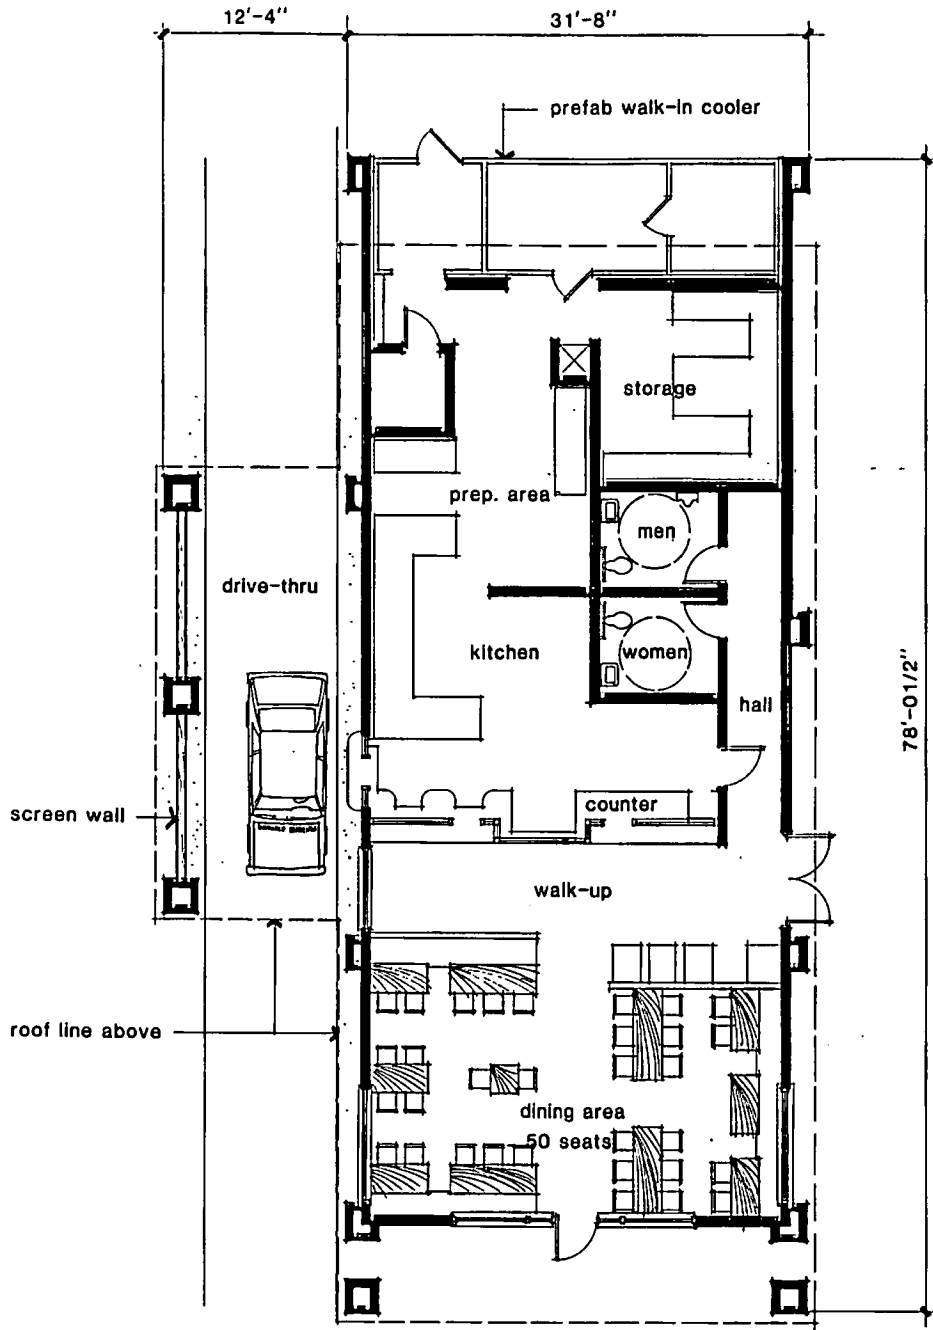 12'-4"
31'-8"
prefab walk-in cooler
storage
prep. area
men
drive-thru
kitchen
women
hall
78'-01/2"
screen wall
counter
walk-up
roof line above
dining area
50 seats